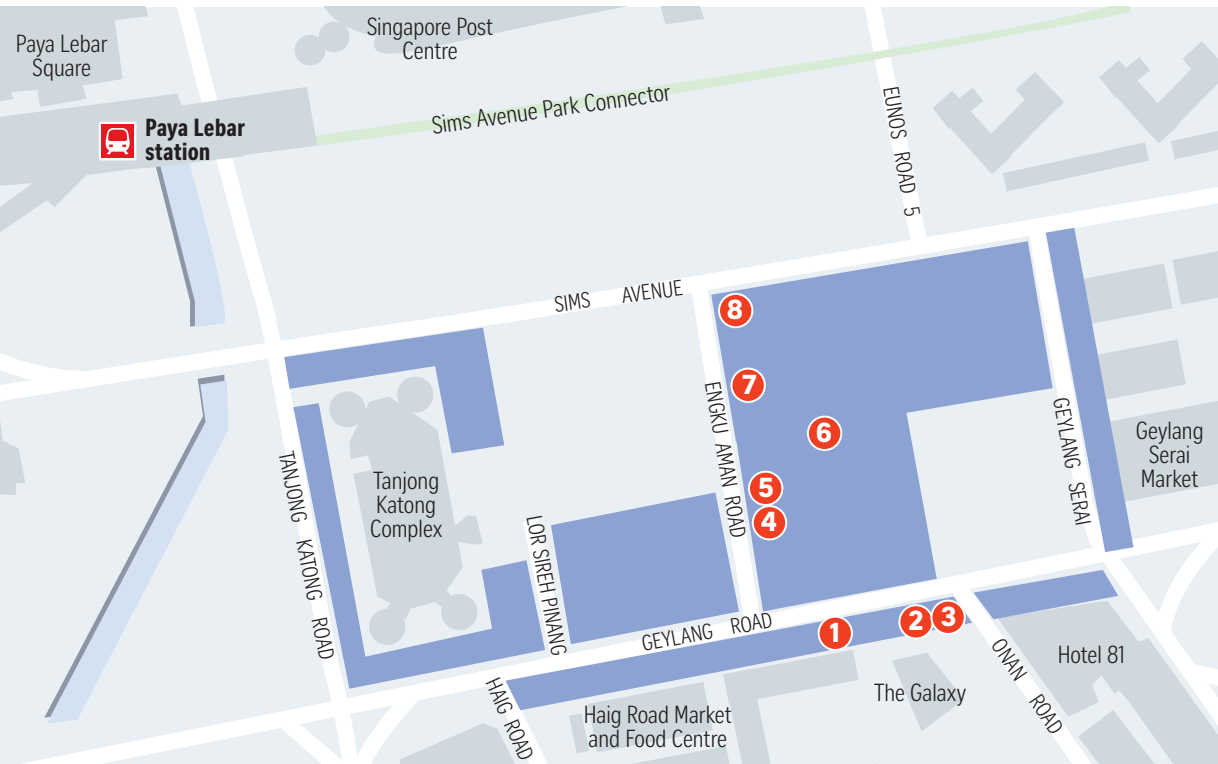 Paya Lebar
Square
Singapore Post
Centre
Sims Avenue Park Connector
Paya Lebar
station
EUNOS ROAD 5
SIMS AVENUE
8
7
6
5
4
ENGKU AMAN ROAD
GEYLANG SERAI
Geylang
Serai
Market
TANJONG KATONG ROAD
Tanjong
Katong
Complex
LOR SIREH PINANG
GEYLANG ROAD
1
2
3
HAIG ROAD
Haig Road Market
and Food Centre
The Galaxy
ONAN ROAD
Hotel 81